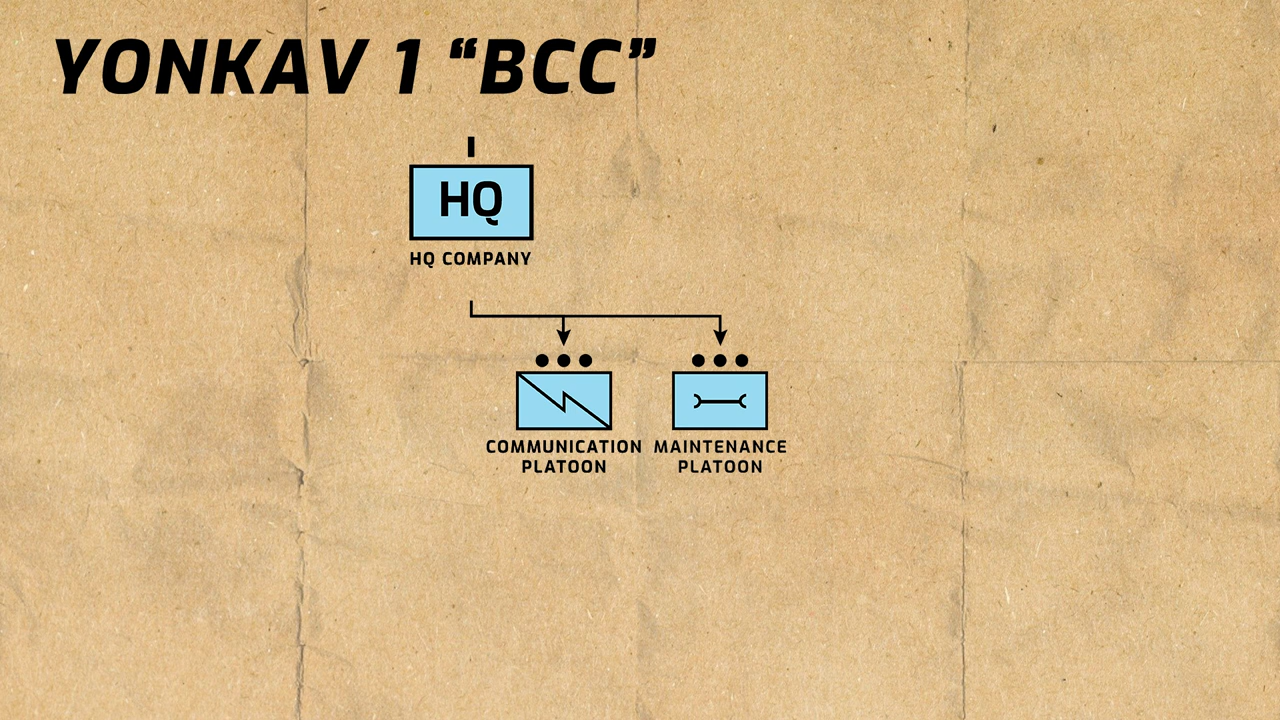 YONKAV 1 “BCC”
HQ
HQ COMPANY
COMMUNICATION
PLATOON
MAINTENANCE
PLATOON